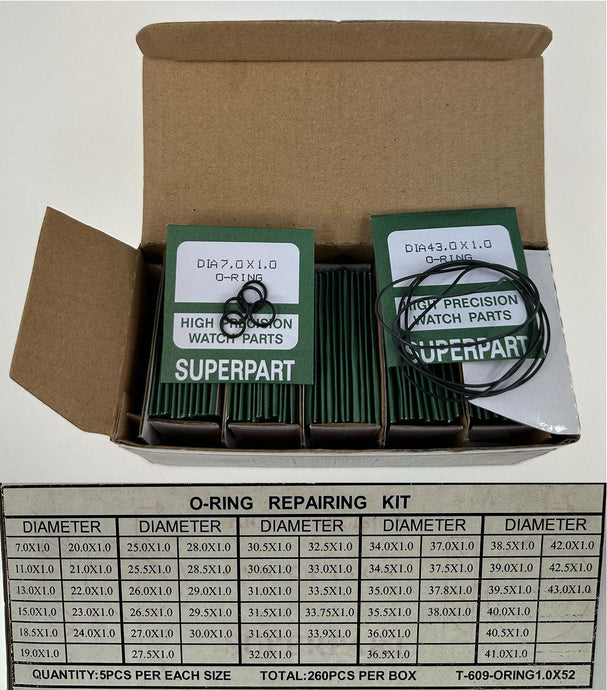 DIA7.0X1.0
O-RING
HIGH PRECISION
WATCH PARTS
SUPERPART
DIA43.0X1.0
O-RING
HIGH PRECISION
WATCH PARTS
SUPERPART
O-RING REPAIRING KIT
DIAMETER DIAMETER DIAMETER DIAMETER DIAMETER
7.0X1.0 20.0X1.0 25.0X1.0 28.0X1.0 30.5X1.0 32.5X1.0 34.0X1.0 37.0X1.0 38.5X1.0 42.0X1.0
11.0X1.0 21.0X1.0 25.5X1.0 28.5X1.0 30.6X1.0 33.0X1.0 34.5X1.0 37.5X1.0 39.0X1.0 42.5X1.0
13.0X1.0 22.0X1.0 26.0X1.0 29.0X1.0 31.0X1.0 33.5X1.0 35.0X1.0 37.8X1.0 39.5X1.0 43.0X1.0
15.0X1.0 23.0X1.0 26.5X1.0 29.5X1.0 31.5X1.0 33.75X1.0 35.5X1.0 38.0X1.0 40.0X1.0
18.5X1.0 24.0X1.0 27.0X1.0 30.0X1.0 31.6X1.0 33.9X1.0 36.0X1.0 40.5X1.0
19.0X1.0 27.5X1.0 32.0X1.0 36.5X1.0 41.0X1.0
QUANTITY:5PCS PER EACH SIZE TOTAL:260PCS PER BOX T-609-ORING1.0X52